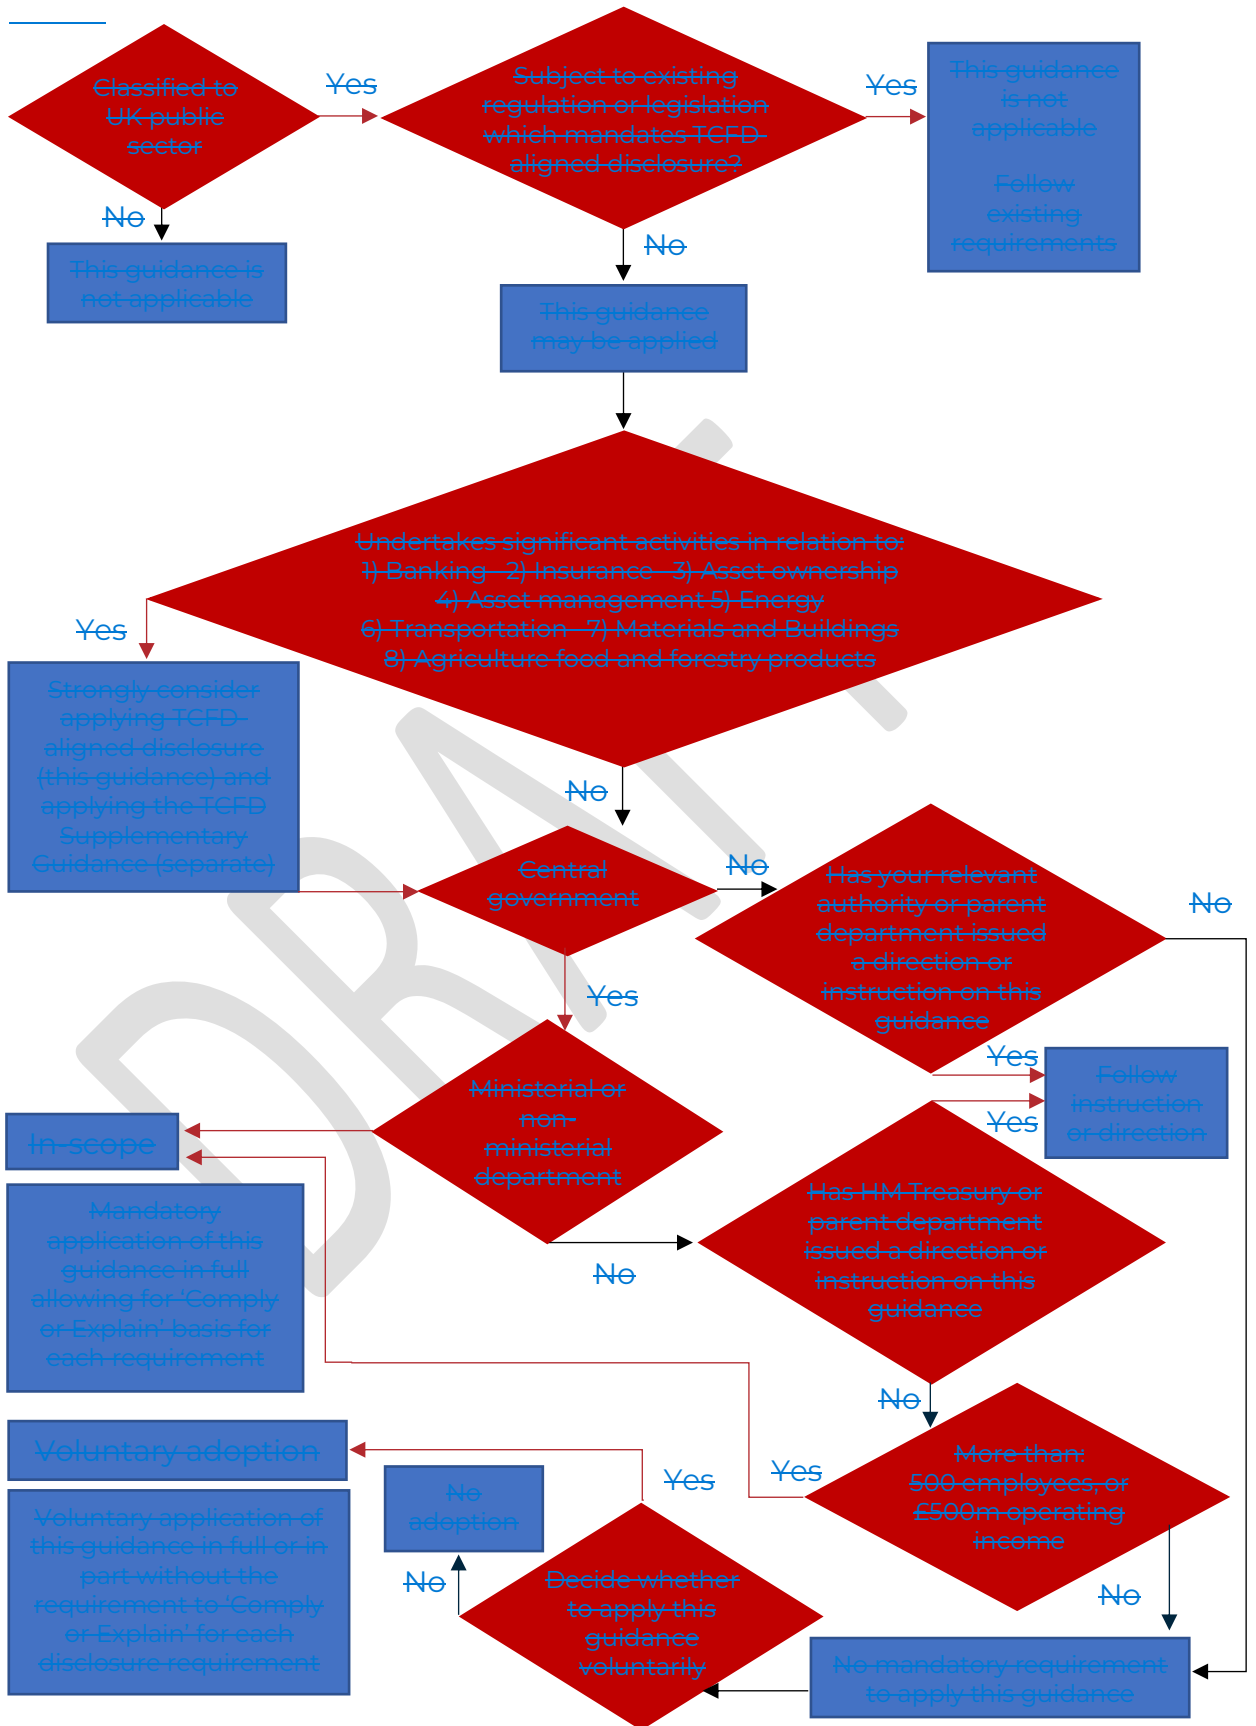 Classified to
UK public
sector
Yes
Subject to existing
regulation or legislation
which mandates TCFD-
aligned disclosure?
Yes
This guidance
is not
applicable
Follow
existing
requirements
No
This guidance is
not applicable
No
This guidance
may be applied
Undertakes significant activities in relation to:
1) Banking 2) Insurance 3) Asset ownership
4) Asset management 5) Energy
6) Transportation 7) Materials and Buildings
8) Agriculture food and forestry products
Yes
Strongly consider
applying TCFD-
aligned disclosure
(this guidance) and
applying the TCFD
Supplementary
Guidance (separate)
No
Central
government
No
Has your relevant
authority or parent
department issued
a direction or
instruction on this
guidance
No
Yes
Yes
Follow
instruction
or direction
Ministerial or
non-
ministerial
department
In-scope
Yes
Mandatory
application of this
guidance in full
allowing for ‘Comply
or Explain’ basis for
each requirement
No
Has HM Treasury or
parent department
issued a direction or
instruction on this
guidance
No
More than:
500 employees, or
£500m operating
income
Yes
Voluntary adoption
Yes
No
adoption
Voluntary application of
this guidance in full or in
part without the
requirement to ‘Comply
or Explain’ for each
disclosure requirement
No
Decide whether
to apply this
guidance
voluntarily
No
No mandatory requirement
to apply this guidance
DRAFT